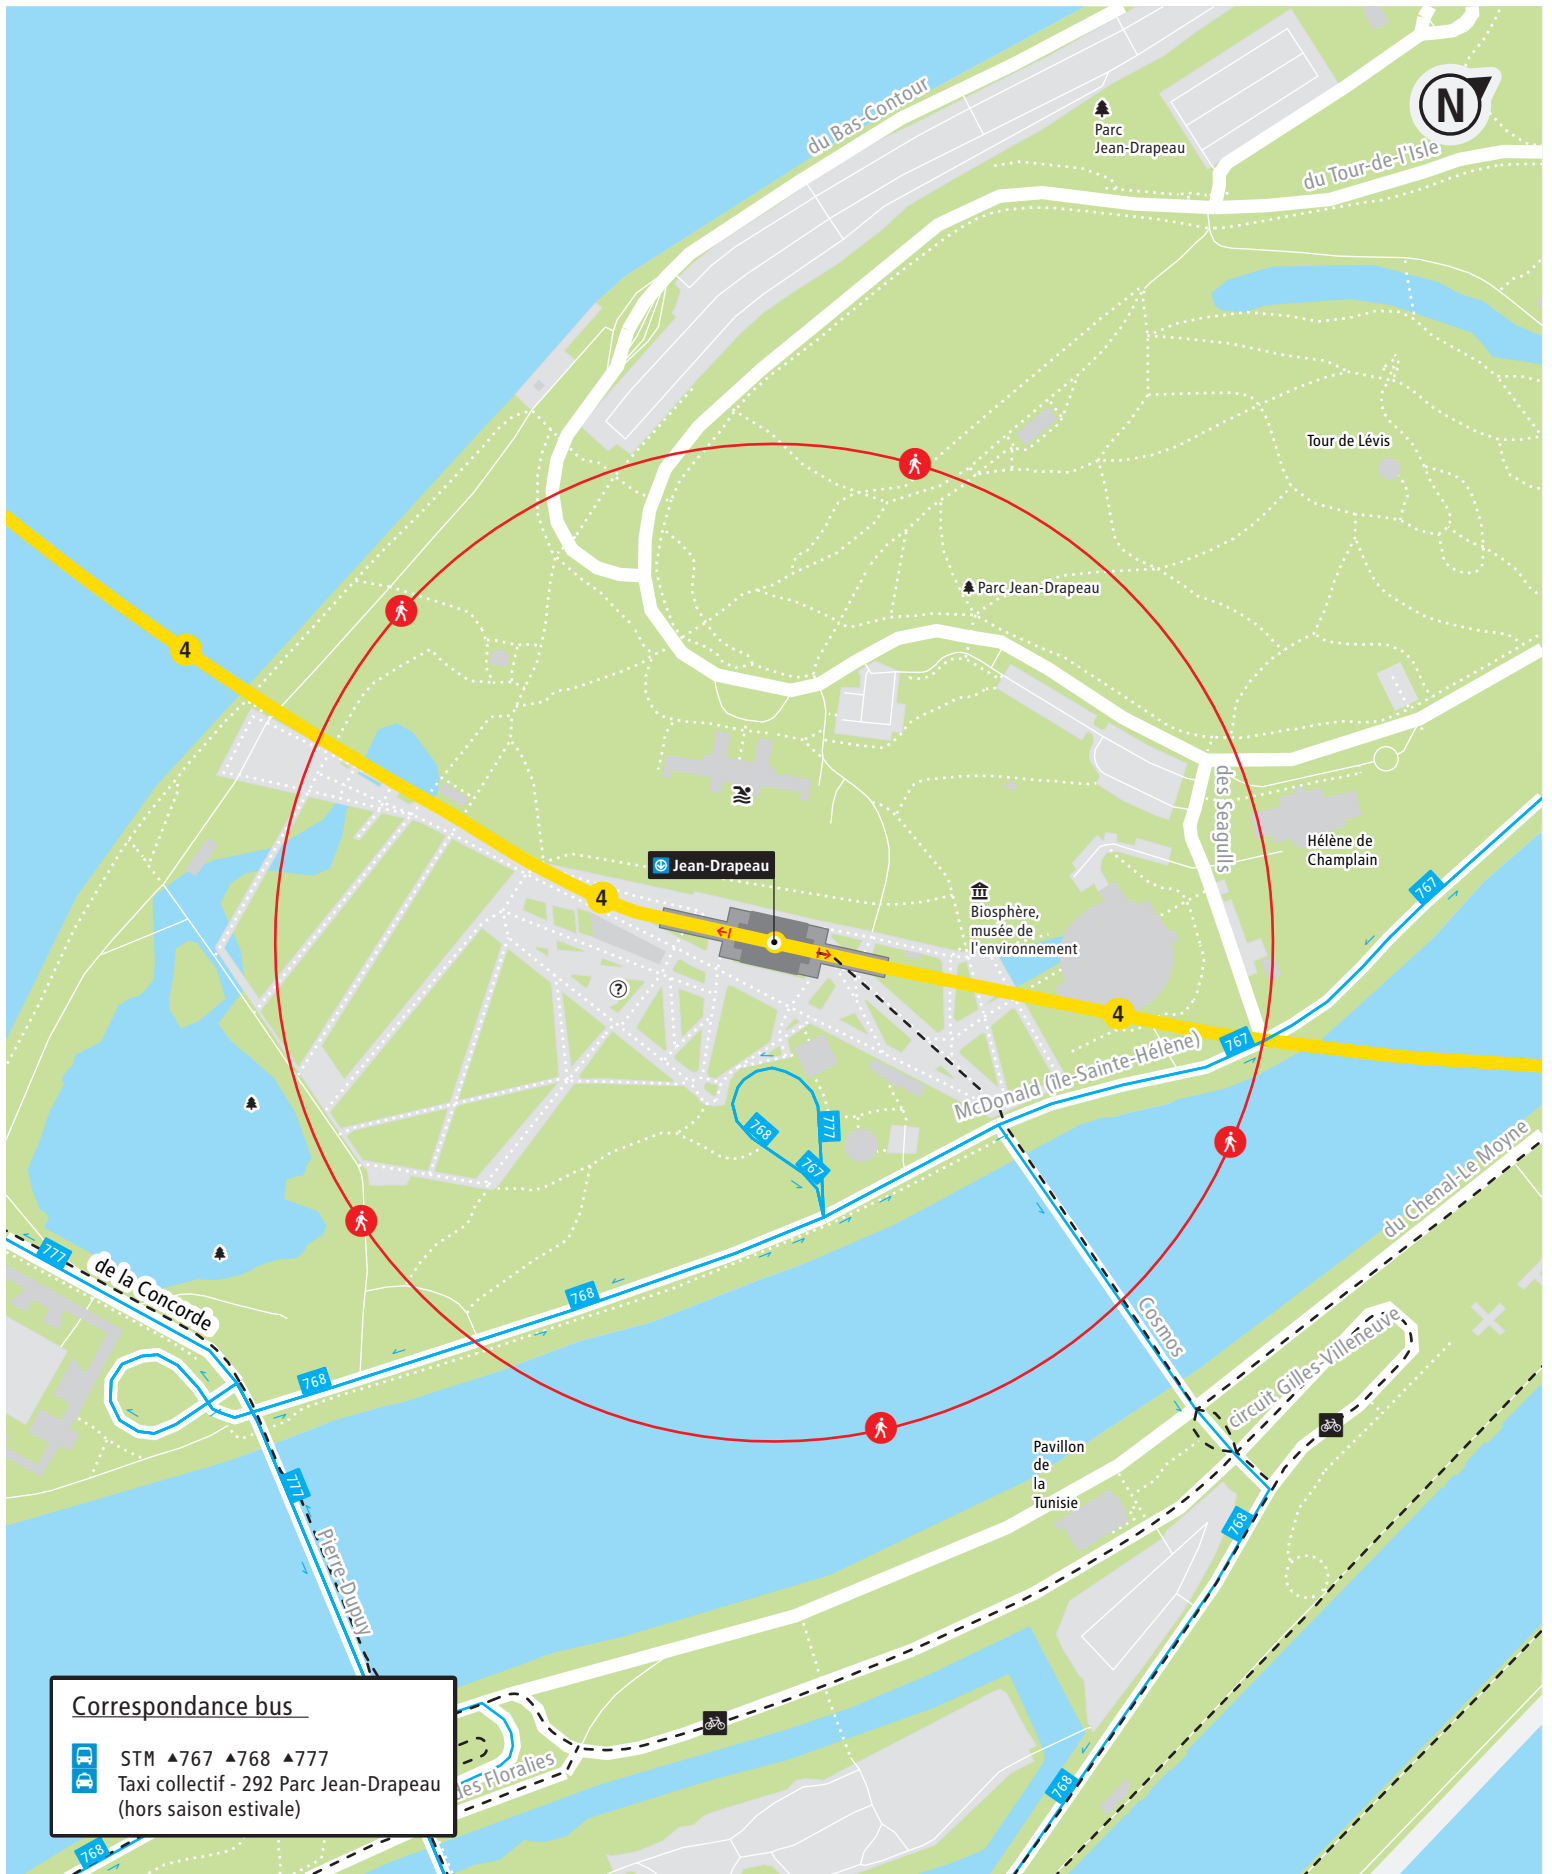 du Bas-Contour
Parc
Jean-Drapeau
N
du Tour-de-l'Isle
Tour de Lévis
Parc Jean-Drapeau
4
des Seagulls
Hélène de
Champlain
Jean-Drapeau
4
767
Biosphère,
musée de
l'environnement
?
4
767
McDonald (île-Sainte-Hélène)
768
777
767
du Chenal-Le Moyne
777
de la Concorde
768
768
Cosmos
circuit Gilles-Villeneuve
Pavillon
de
la
Tunisie
777
768
Pierre-Dupuy
des Floralies
768
768
Correspondance bus
STM ▲767 ▲768 ▲777
Taxi collectif - 292 Parc Jean-Drapeau
(hors saison estivale)